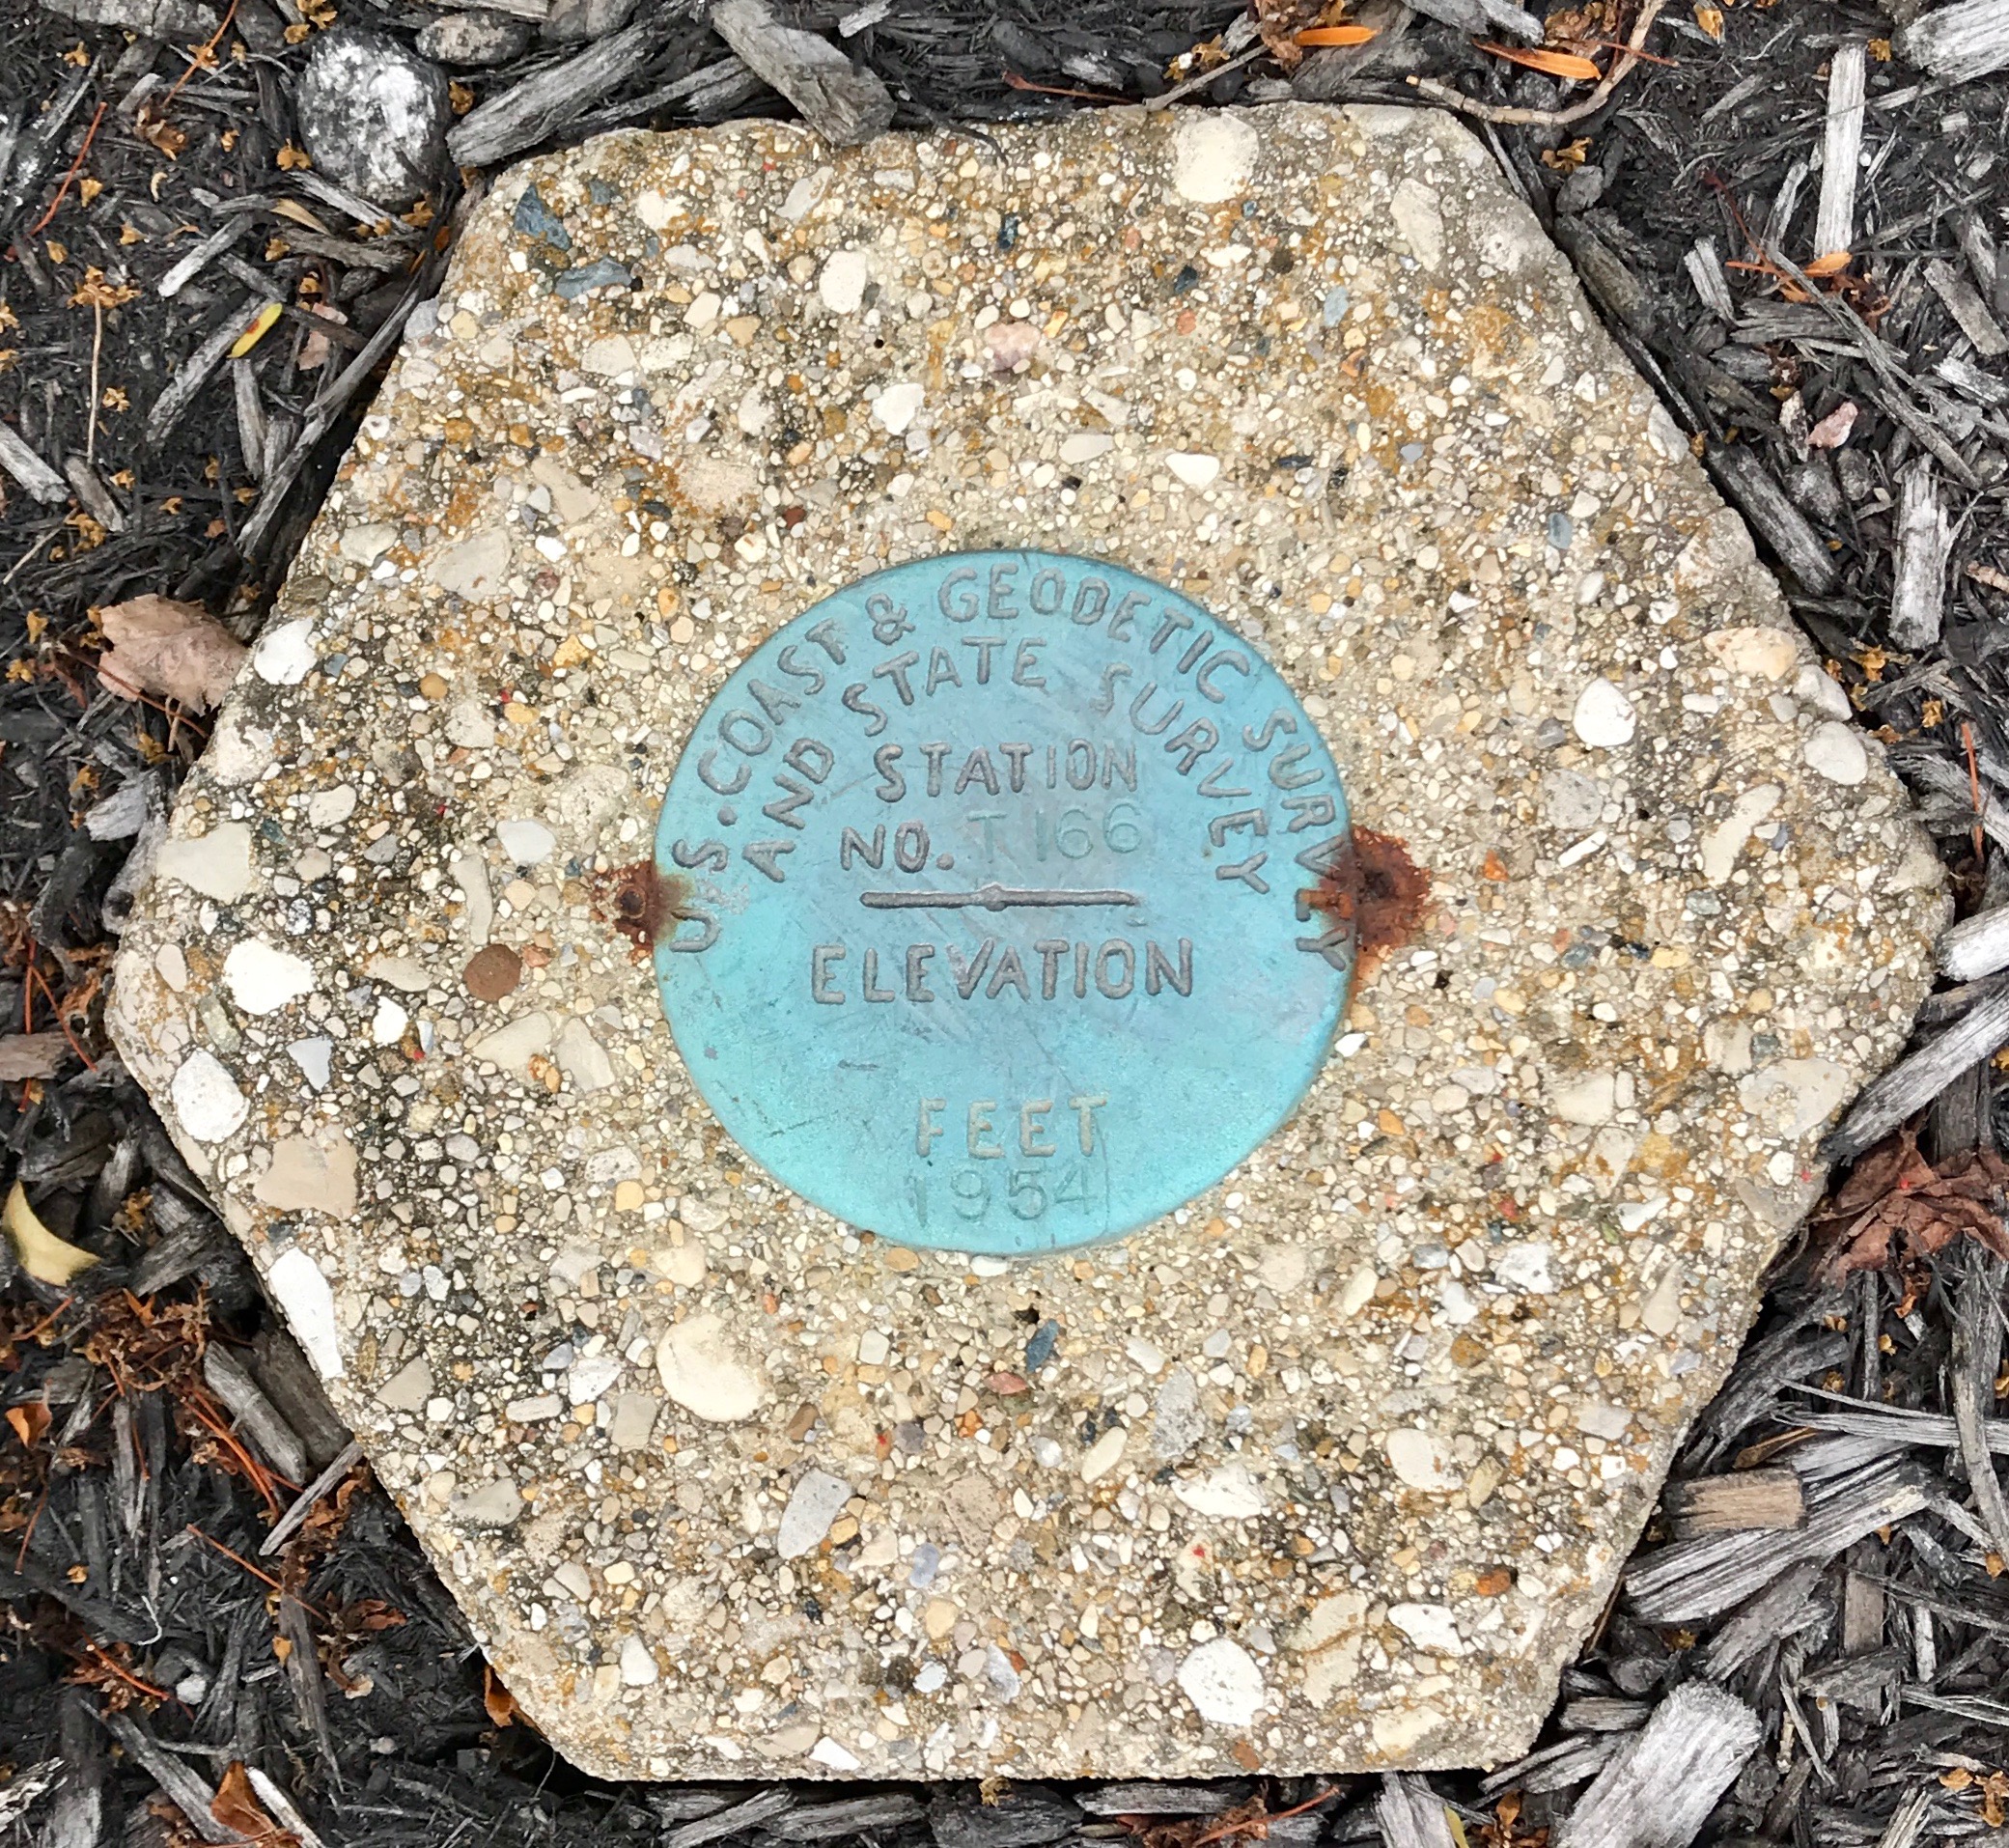 U.S. COAST & GEODETIC SURVEY
AND STATE SURVEY
STATION
NO. T 166
ELEVATION
FEET
1954